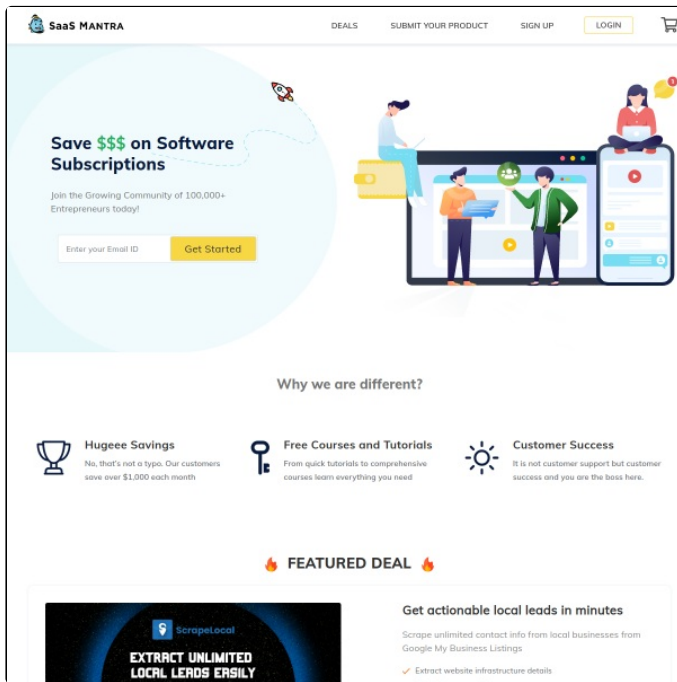 SaaS MANTRA
DEALS
SUBMIT YOUR PRODUCT
SIGN UP
LOGIN
1
Save $$$ on Software
Subscriptions
Join the Growing Community of 100,000+
Entrepreneurs today!
Enter your Email ID
Get Started
Why we are different?
Hugeee Savings
No, that's not a typo. Our customers
save over $1,000 each month
Free Courses and Tutorials
From quick tutorials to comprehensive
courses learn everything you need
Customer Success
It is not customer support but customer
success and you are the boss here.
FEATURED DEAL
ScrapeLocal
EXTRACT UNLIMITED
LOCAL LEADS EASILY
Get actionable local leads in minutes
Scrape unlimited contact info from local businesses from
Google My Business Listings
Extract website infrastructure details